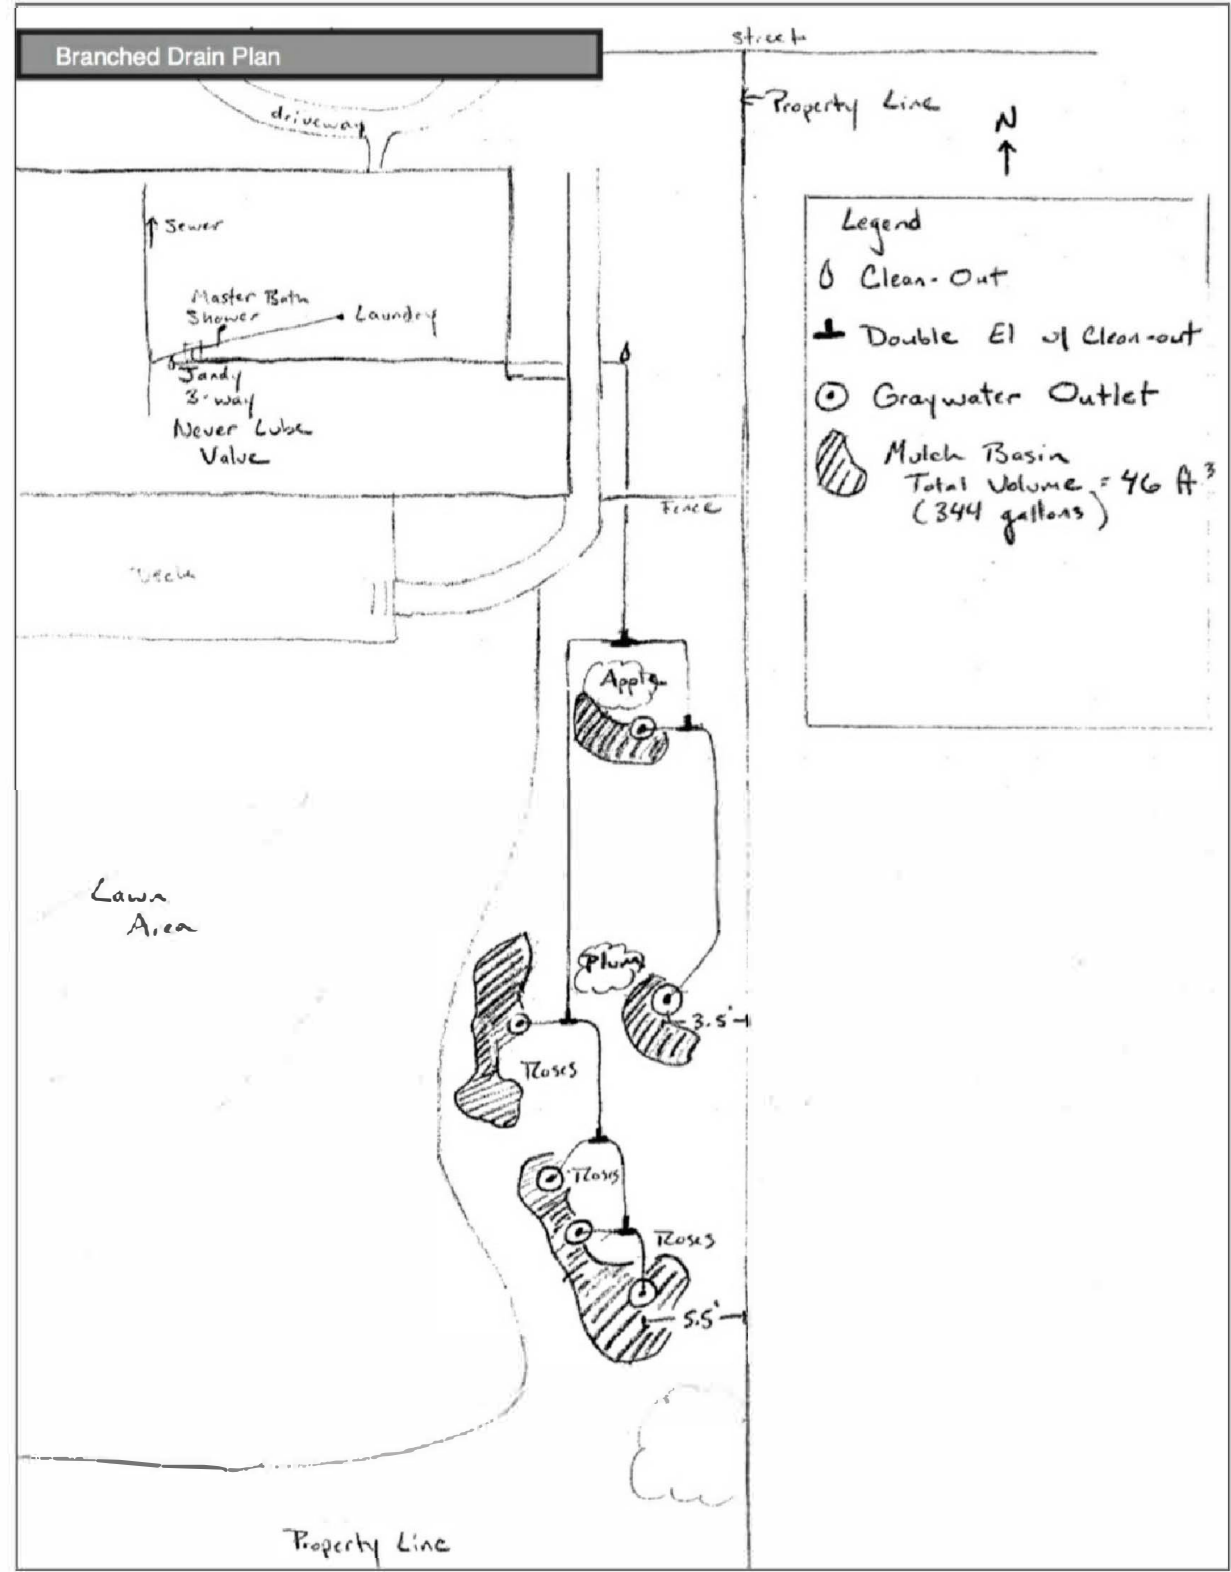 Branched Drain Plan
street
Property Line
driveway
N
Sewer
Master Bath
Shower
Laundry
Jandy
3-way
Never Lube
Valve
Legend
Clean-Out
Double El w/ Clean-out
Graywater Outlet
Mulch Basin
Total Volume = 46 ft³
(344 gallons)
Fence
Deck
Apple
Lawn
Area
Plum
3.5'
Roses
Roses
Roses
5.5'
Property Line